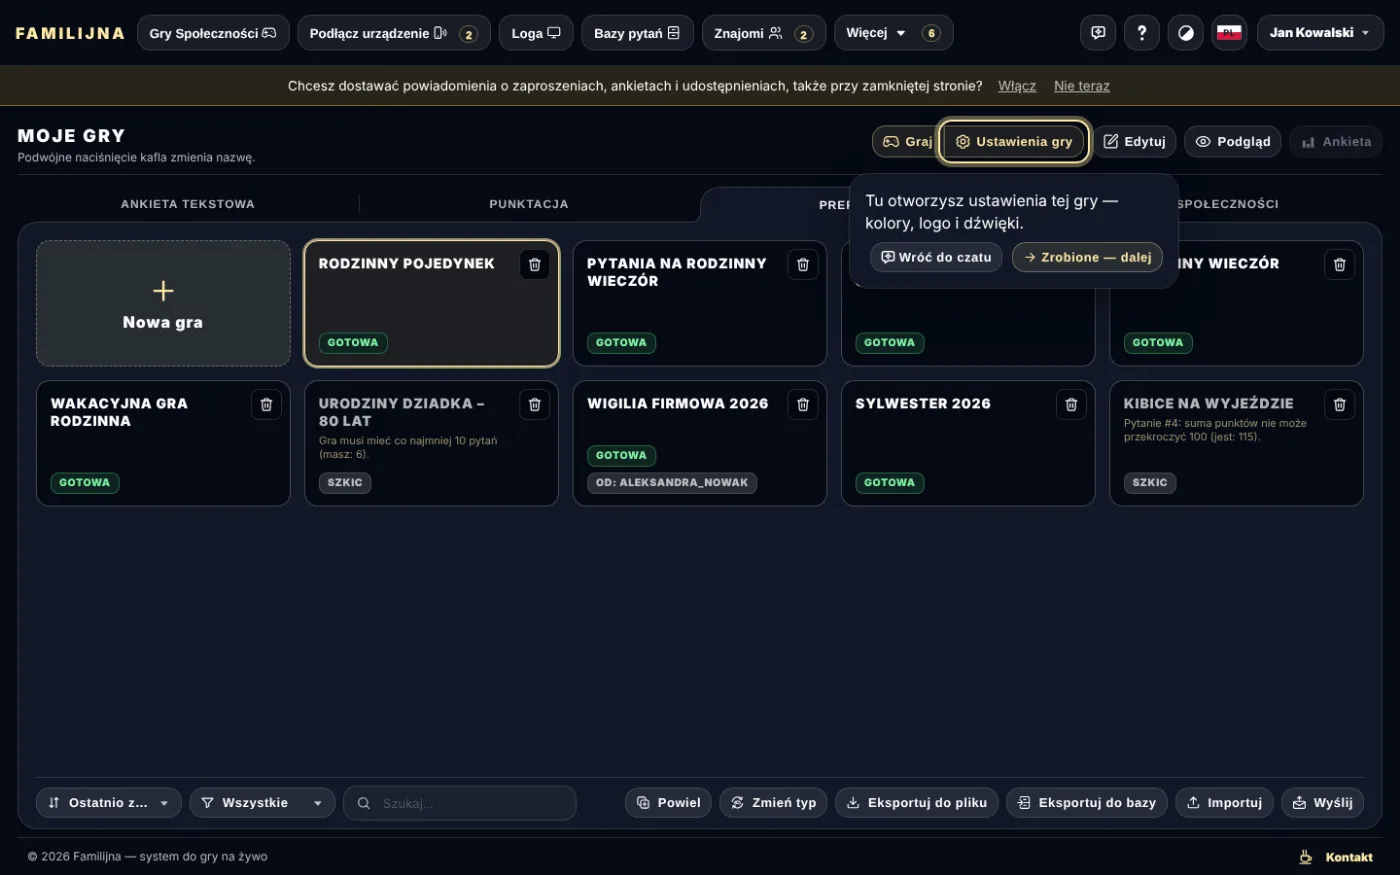 FAMILIJNA
Gry Społeczności
Podłącz urządzenie 2
Loga
Bazy pytań
Znajomi 2
Więcej 6
?
PL
Jan Kowalski
Chcesz dostawać powiadomienia o zaproszeniach, ankietach i udostępnieniach, także przy zamkniętej stronie? Włącz Nie teraz
MOJE GRY
Podwójne naciśnięcie kafla zmienia nazwę.
Graj
Ustawienia gry
Edytuj
Podgląd
Ankieta
Tu otworzysz ustawienia tej gry —
kolory, logo i dźwięki.
Wróć do czatu
Zrobione — dalej
ANKIETA TEKSTOWA
PUNKTACJA
SPOŁECZNOŚCI
Nowa gra
RODZINNY POJEDYNEK
GOTOWA
PYTANIA NA RODZINNY
WIECZÓR
GOTOWA
GOTOWA
WIECZÓR
GOTOWA
WAKACYJNA GRA
RODZINNA
GOTOWA
URODZINY DZIADKA –
80 LAT
Gra musi mieć co najmniej 10 pytań
(masz: 6).
SZKIC
WIGILIA FIRMOWA 2026
GOTOWA
OD: ALEKSANDRA_NOWAK
SYLWESTER 2026
GOTOWA
KIBICE NA WYJEŹDZIE
Pytanie #4: suma punktów nie może
przekroczyć 100 (jest: 115).
SZKIC
Ostatnio z...
Wszystkie
Szukaj...
Powiel
Zmień typ
Eksportuj do pliku
Eksportuj do bazy
Importuj
Wyślij
© 2026 Familijna — system do gry na żywo
Kontakt